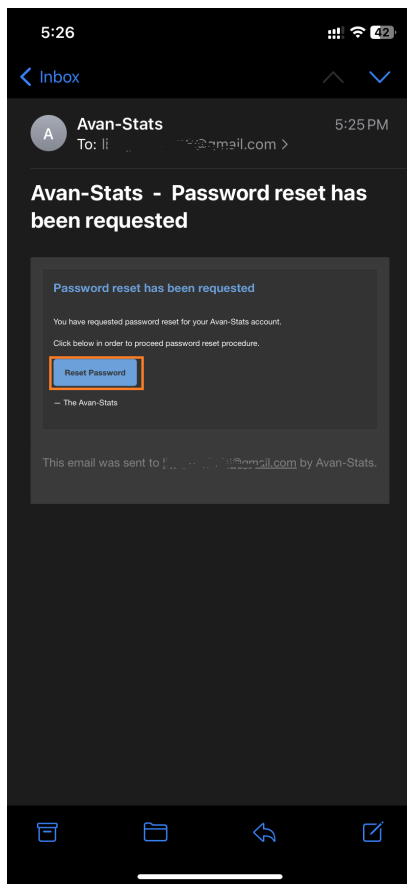 5:26
42
Inbox
A
Avan-Stats
5:25 PM
To: @gmail.com >
Avan-Stats - Password reset has
been requested
Password reset has been requested
You have requested password reset for your Avan-Stats account.
Click below in order to proceed password reset procedure.
Reset Password
— The Avan-Stats
This email was sent to @gmail.com by Avan-Stats.